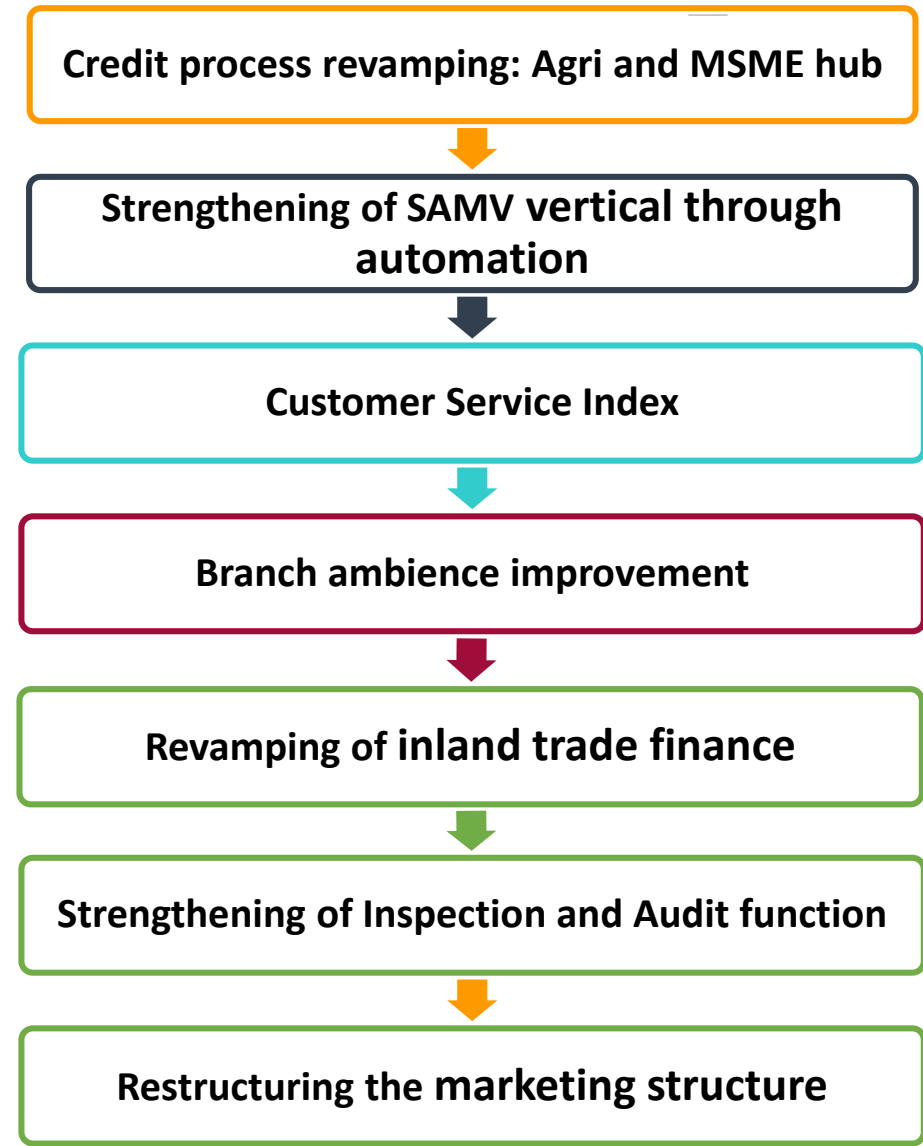 Credit process revamping: Agri and MSME hub
Strengthening of SAMV vertical through
automation
Customer Service Index
Branch ambience improvement
Revamping of inland trade finance
Strengthening of Inspection and Audit function
Restructuring the marketing structure